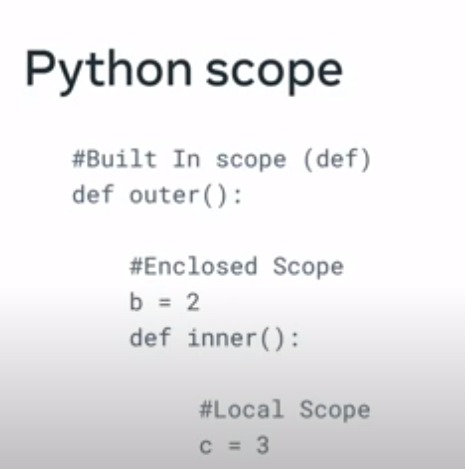 Python scope
#Built In scope (def)
def outer():
#Enclosed Scope
b = 2
def inner():
#Local Scope
c = 3